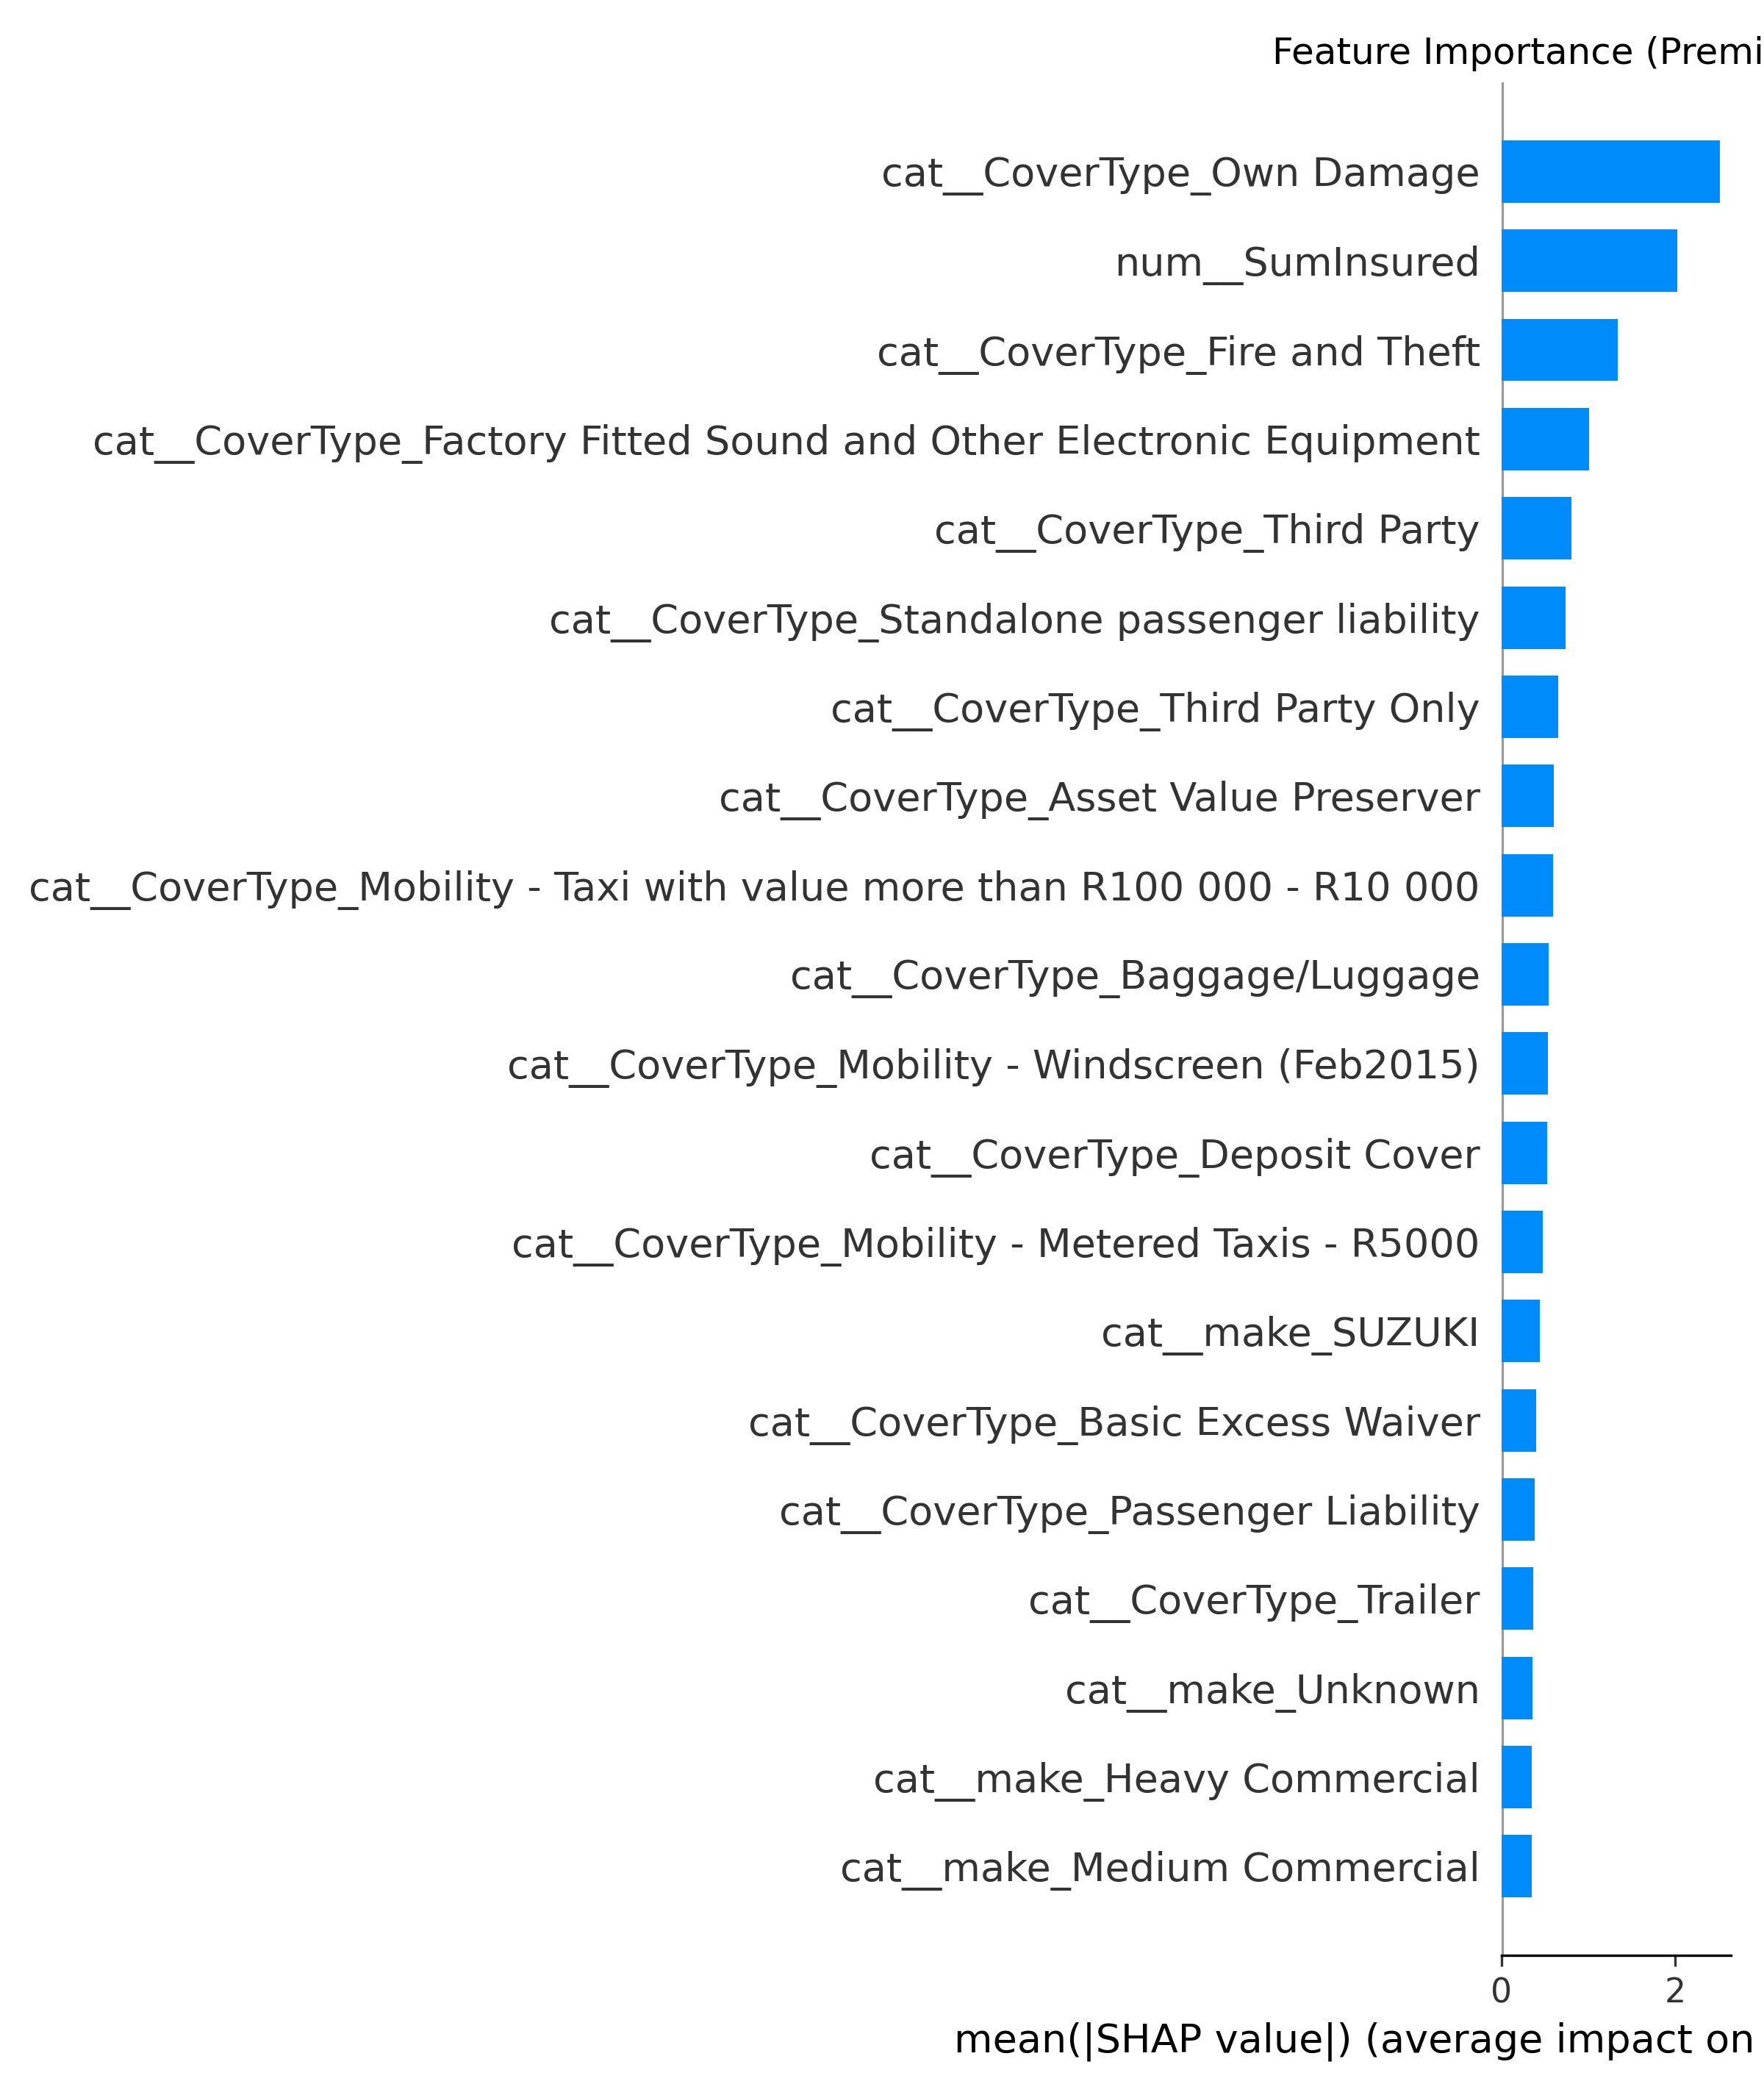 Feature Importance (Premi
cat__CoverType_Own Damage
num__SumInsured
cat__CoverType_Fire and Theft
cat__CoverType_Factory Fitted Sound and Other Electronic Equipment
cat__CoverType_Third Party
cat__CoverType_Standalone passenger liability
cat__CoverType_Third Party Only
cat__CoverType_Asset Value Preserver
cat__CoverType_Mobility - Taxi with value more than R100 000 - R10 000
cat__CoverType_Baggage/Luggage
cat__CoverType_Mobility - Windscreen (Feb2015)
cat__CoverType_Deposit Cover
cat__CoverType_Mobility - Metered Taxis - R5000
cat__make_SUZUKI
cat__CoverType_Basic Excess Waiver
cat__CoverType_Passenger Liability
cat__CoverType_Trailer
cat__make_Unknown
cat__make_Heavy Commercial
cat__make_Medium Commercial
0 2
mean(|SHAP value|) (average impact on